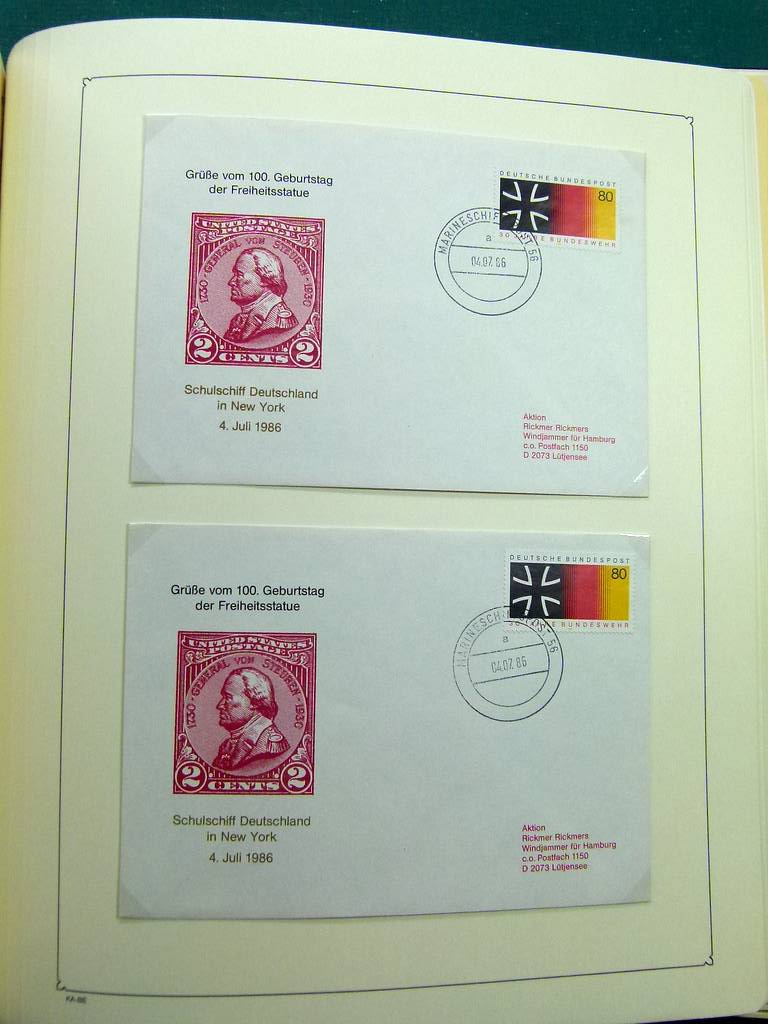 Grüße vom 100. Geburtstag
der Freiheitsstatue
UNITED STATES
POSTAGE
1730 · GENERAL VON STEUBEN · 1930
2 CENTS 2
Schulschiff Deutschland
in New York
4. Juli 1986
DEUTSCHE BUNDESPOST
80
BUNDESWEHR
56
a
04.07.86
Aktion
Rickmer Rickmers
Windjammer für Hamburg
c.o. Postfach 1150
D 2073 Lütjensee
Grüße vom 100. Geburtstag
der Freiheitsstatue
UNITED STATES
POSTAGE
1730 · GENERAL VON STEUBEN · 1930
2 CENTS 2
Schulschiff Deutschland
in New York
4. Juli 1986
DEUTSCHE BUNDESPOST
80
BUNDESWEHR
56
a
04.07.86
Aktion
Rickmer Rickmers
Windjammer für Hamburg
c.o. Postfach 1150
D 2073 Lütjensee